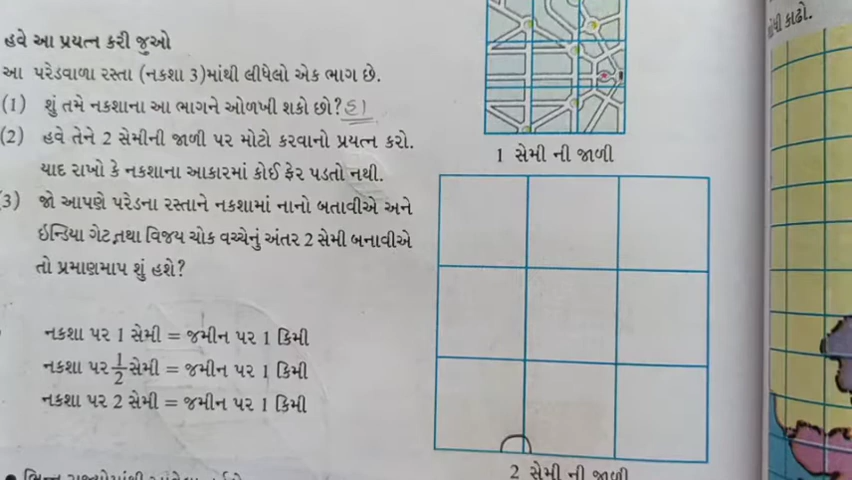 હવે આ પ્રયત્ન કરી જુઓ
આ પરેડવાળા રસ્તા (નકશા 3)માંથી લીધેલો એક ભાગ છે.
(1) શું તમે નકશાના આ ભાગને ઓળખી શકો છો? હા
(2) હવે તેને 2 સેમીની જાળી પર મોટો કરવાનો પ્રયત્ન કરો.
યાદ રાખો કે નકશાના આકારમાં કોઈ ફેર પડતો નથી.
3) જો આપણે પરેડના રસ્તાને નકશામાં નાનો બતાવીએ અને
ઇન્ડિયા ગેટ તથા વિજય ચોક વચ્ચેનું અંતર 2 સેમી બનાવીએ
તો પ્રમાણમાપ શું હશે?
નકશા પર 1 સેમી = જમીન પર 1 કિમી
નકશા પર 1/2 સેમી = જમીન પર 1 કિમી
નકશા પર 2 સેમી = જમીન પર 1 કિમી
1 સેમી ની જાળી
2 સેમી ની જાળી
કાઢો.